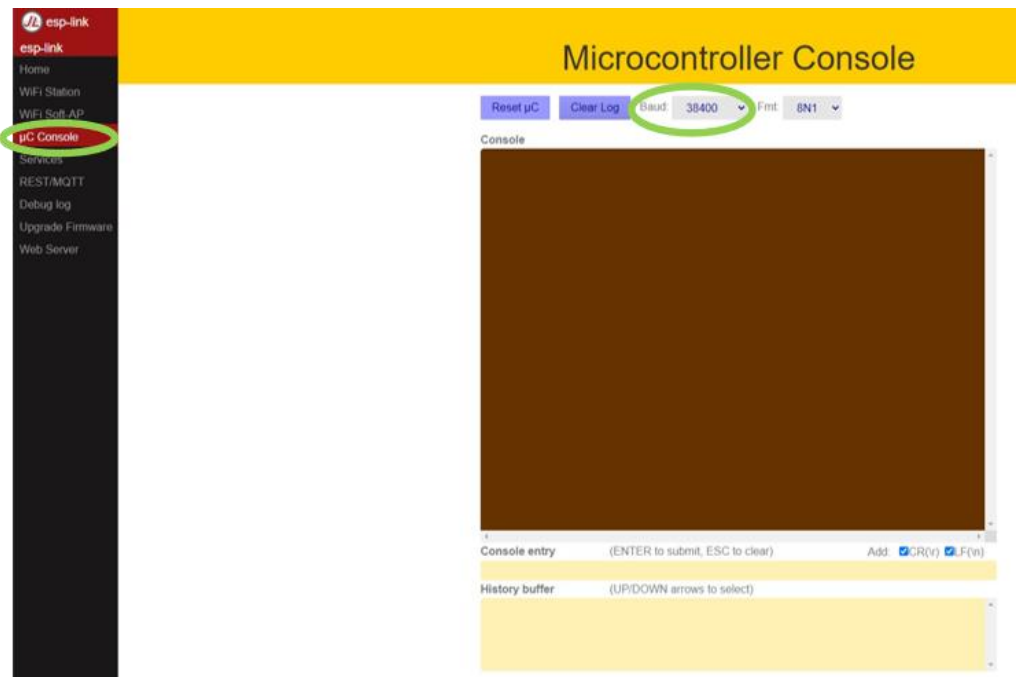 esp-link
esp-link
Home
WiFi Station
WiFi Soft-AP
µC Console
Services
REST/MQTT
Debug log
Upgrade Firmware
Web Server
Microcontroller Console
Reset µC Clear Log Baud: 38400 Fmt: 8N1
Console
Console entry (ENTER to submit, ESC to clear) Add: CR(\r) LF(\n)
History buffer (UP/DOWN arrows to select)